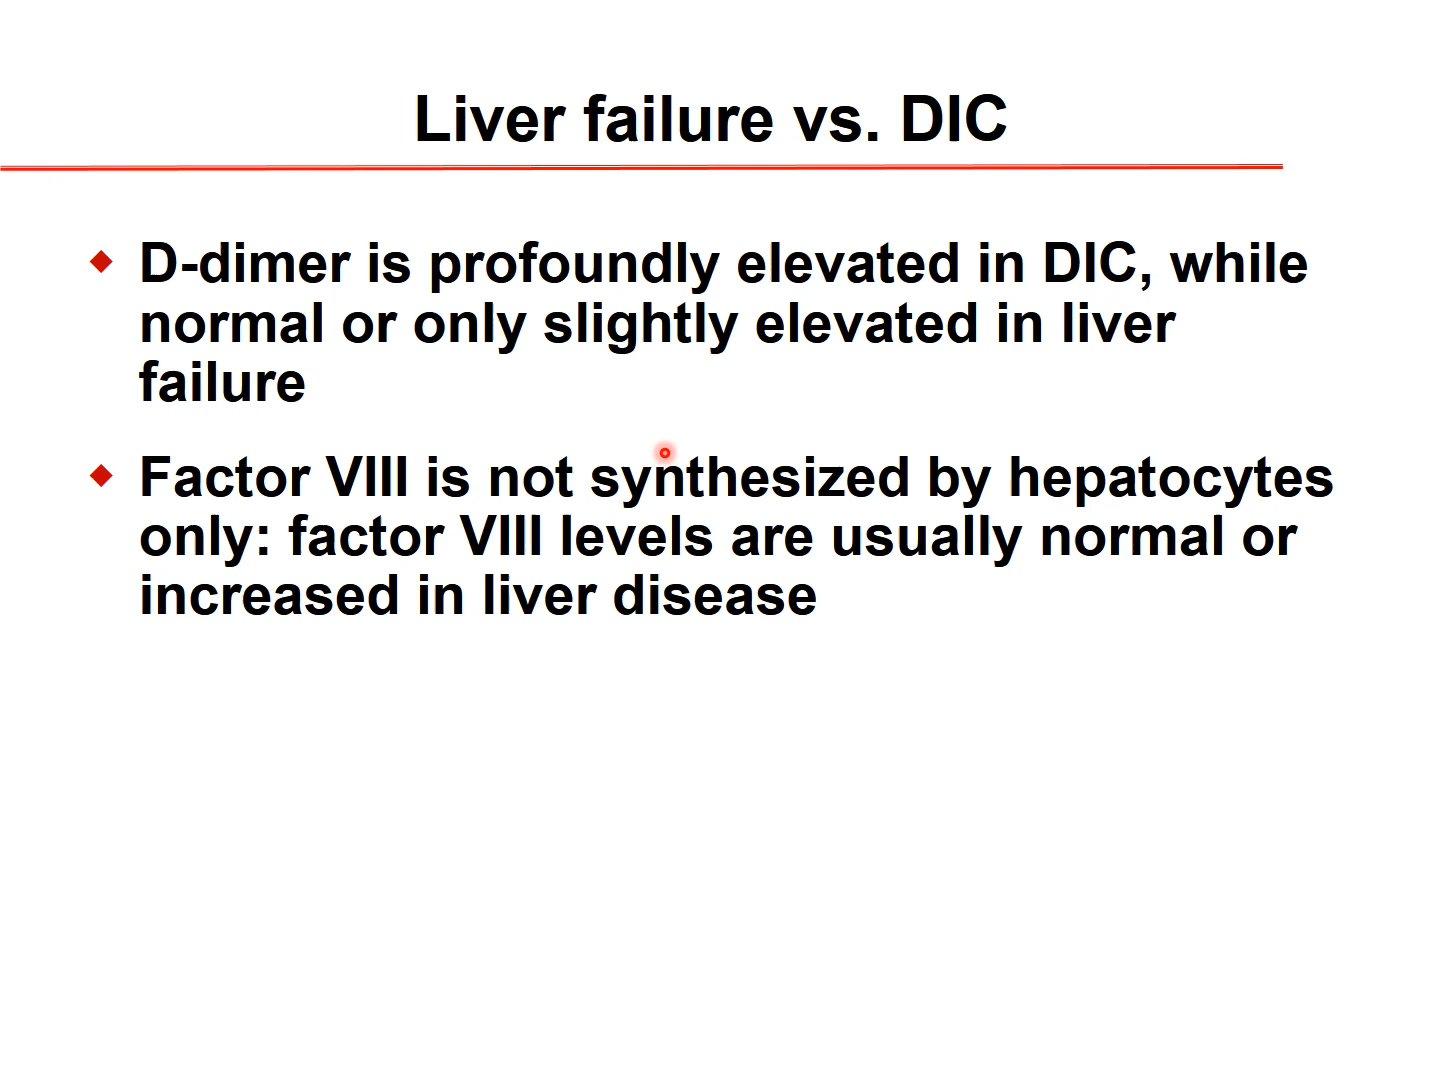 Liver failure vs. DIC
D-dimer is profoundly elevated in DIC, while
normal or only slightly elevated in liver
failure
Factor VIII is not synthesized by hepatocytes
only: factor VIII levels are usually normal or
increased in liver disease